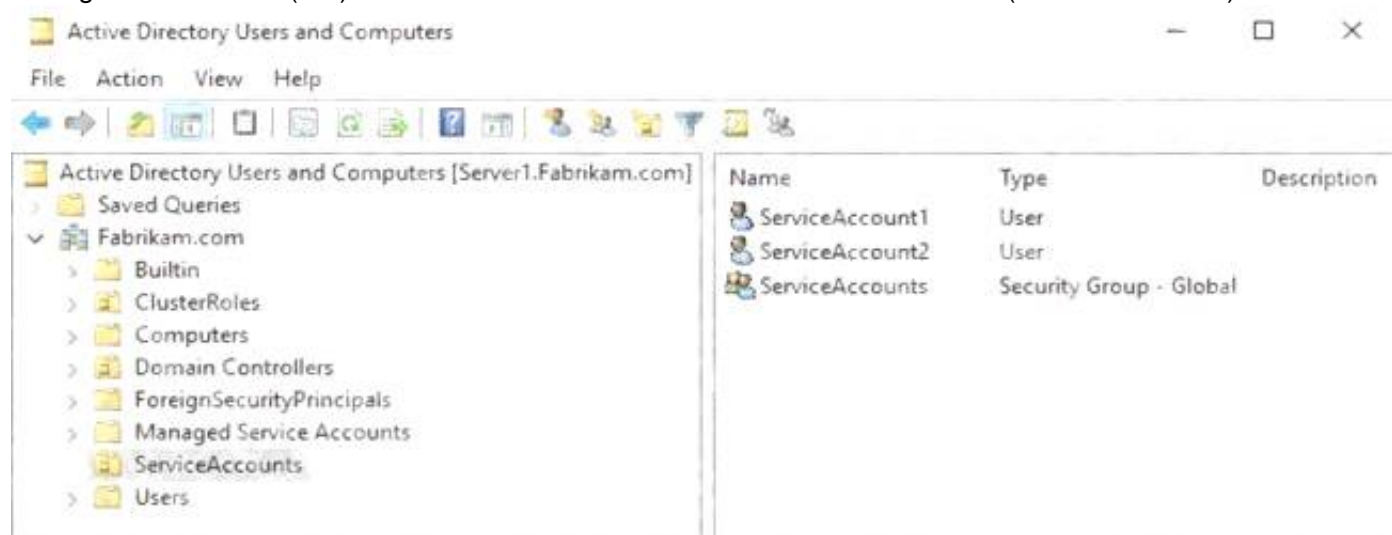 Active Directory Users and Computers
File Action View Help
Active Directory Users and Computers [Server1.Fabrikam.com]
Saved Queries
Fabrikam.com
Builtin
ClusterRoles
Computers
Domain Controllers
ForeignSecurityPrincipals
Managed Service Accounts
ServiceAccounts
Users
Name Type Description
ServiceAccount1 User
ServiceAccount2 User
ServiceAccounts Security Group - Global